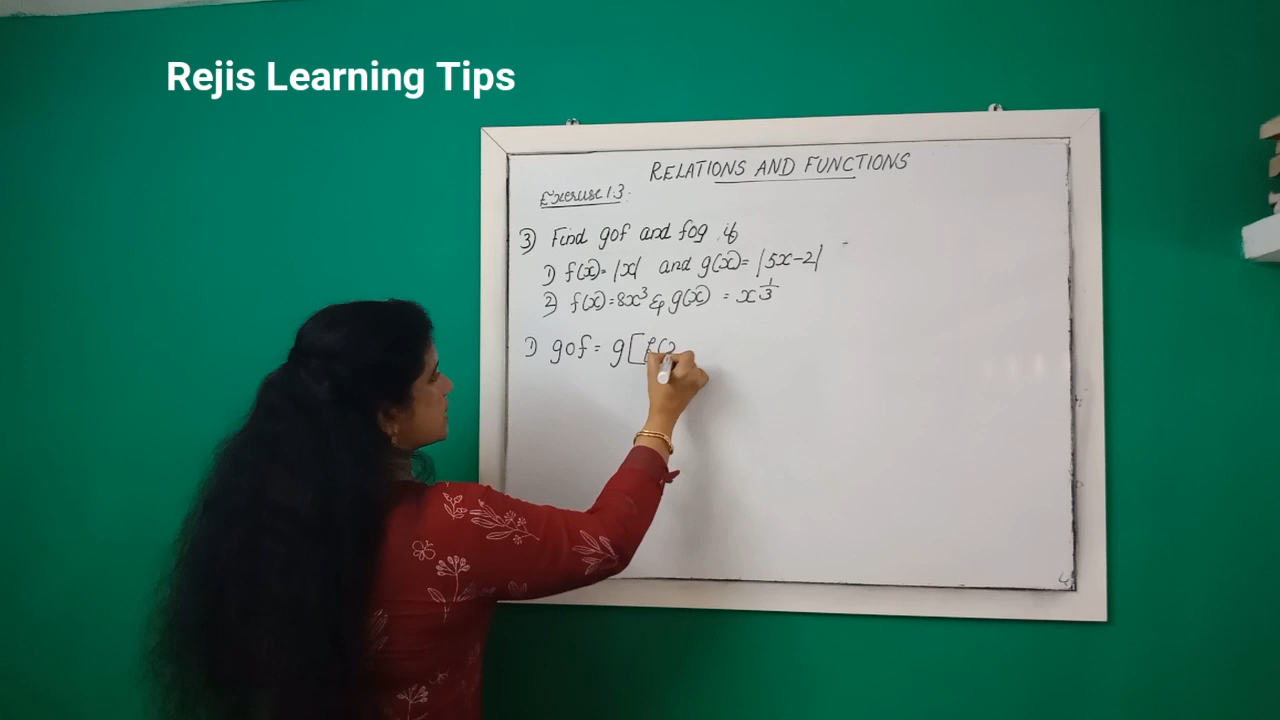 Rejis Learning Tips
RELATIONS AND FUNCTIONS
Exercise 1.3.
3) Find gof and fog if
1) f(x) = |x| and g(x) = |5x-2|
2) f(x) = 8x³ & g(x) = x^1/3
1) gof = g[f(